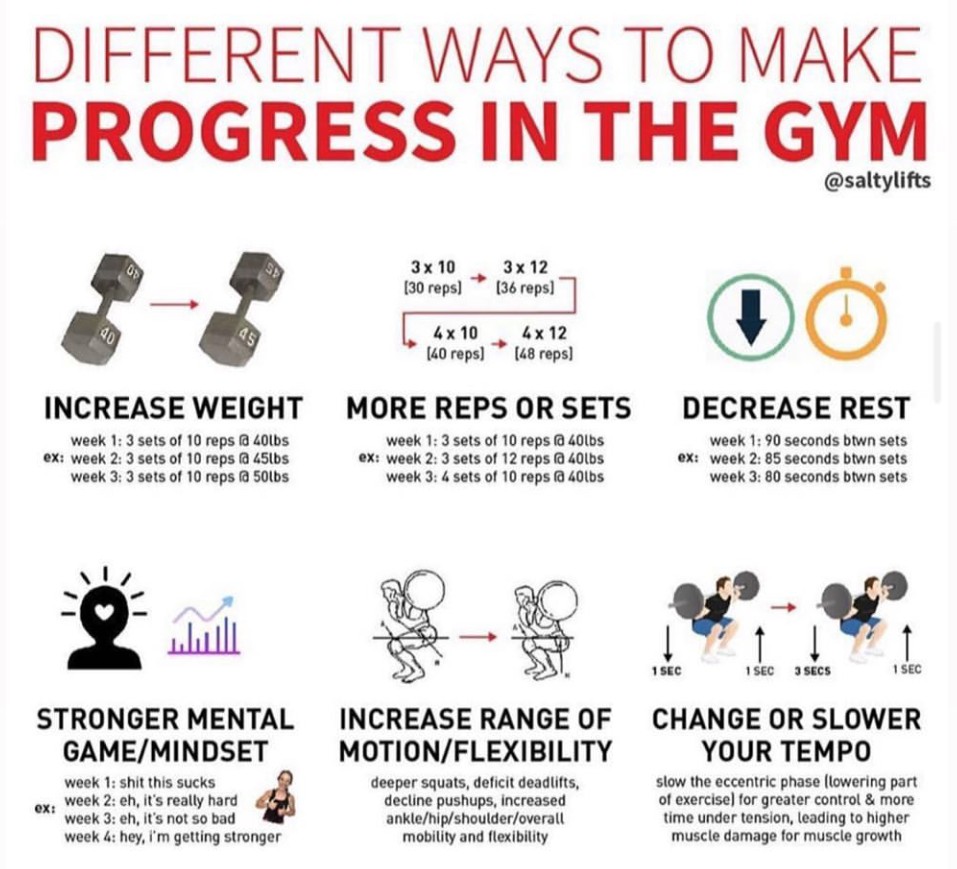 DIFFERENT WAYS TO MAKE
PROGRESS IN THE GYM
@saltylifts
40
40
45
45
3 x 10
[30 reps]
3 x 12
[36 reps]
4 x 10
[40 reps]
4 x 12
[48 reps]
INCREASE WEIGHT
week 1: 3 sets of 10 reps @ 40lbs
ex: week 2: 3 sets of 10 reps @ 45lbs
week 3: 3 sets of 10 reps @ 50lbs
MORE REPS OR SETS
week 1: 3 sets of 10 reps @ 40lbs
ex: week 2: 3 sets of 12 reps @ 40lbs
week 3: 4 sets of 10 reps @ 40lbs
DECREASE REST
week 1: 90 seconds btwn sets
ex: week 2: 85 seconds btwn sets
week 3: 80 seconds btwn sets
1 SEC
1 SEC
3 SECS
1 SEC
STRONGER MENTAL
GAME/MINDSET
week 1: shit this sucks
ex: week 2: eh, it's really hard
week 3: eh, it's not so bad
week 4: hey, i'm getting stronger
INCREASE RANGE OF
MOTION/FLEXIBILITY
deeper squats, deficit deadlifts,
decline pushups, increased
ankle/hip/shoulder/overall
mobility and flexibility
CHANGE OR SLOWER
YOUR TEMPO
slow the eccentric phase [lowering part
of exercise] for greater control & more
time under tension, leading to higher
muscle damage for muscle growth